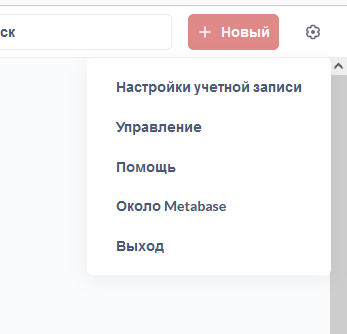 ск
+ Новый
Настройки учетной записи
Управление
Помощь
Около Metabase
Выход